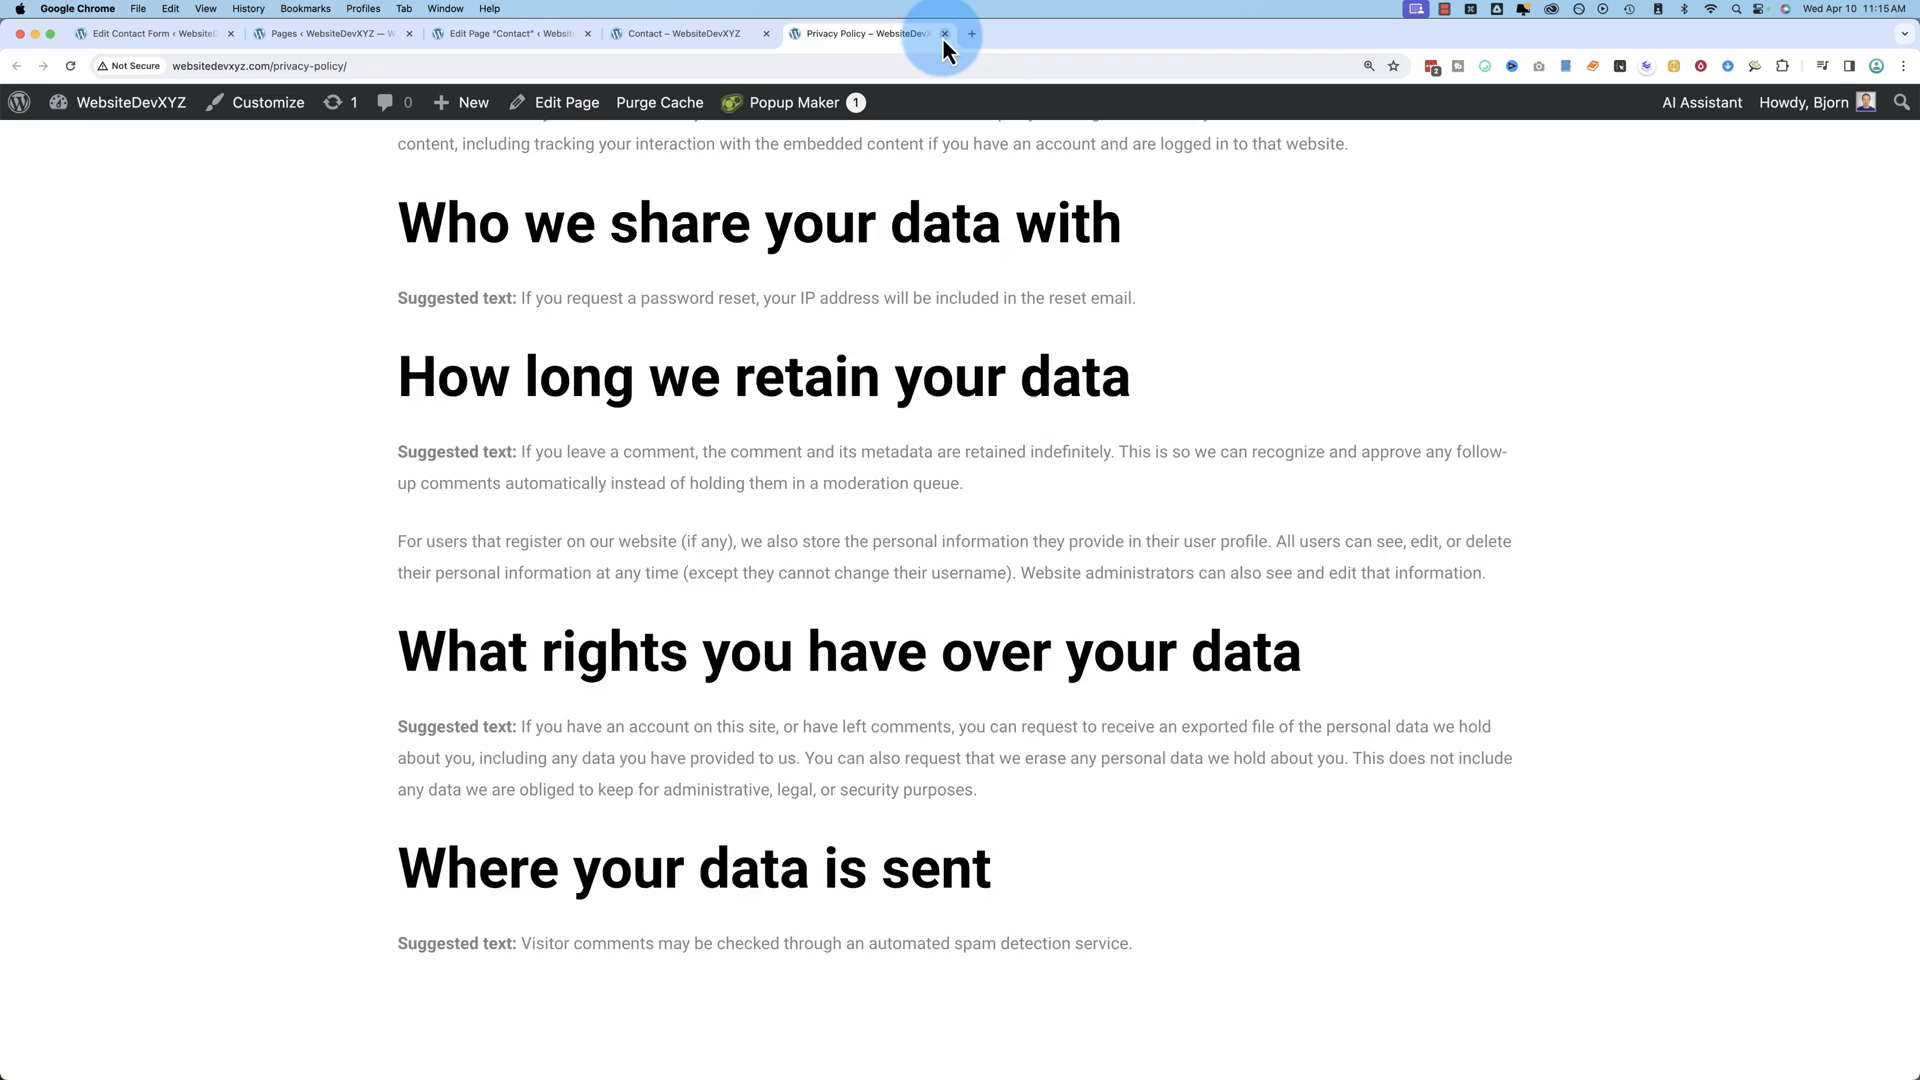 Google Chrome File Edit View History Bookmarks Profiles Tab Window Help Wed Apr 10 11:15 AM
Edit Contact Form ‹ WebsiteD Pages ‹ WebsiteDevXYZ — W Edit Page “Contact” ‹ Websit Contact – WebsiteDevXYZ Privacy Policy – WebsiteDev
Not Secure websitedevxyz.com/privacy-policy/ 2
WebsiteDevXYZ Customize 1 0 New Edit Page Purge Cache Popup Maker 1 AI Assistant Howdy, Bjorn
content, including tracking your interaction with the embedded content if you have an account and are logged in to that website.
Who we share your data with
Suggested text: If you request a password reset, your IP address will be included in the reset email.
How long we retain your data
Suggested text: If you leave a comment, the comment and its metadata are retained indefinitely. This is so we can recognize and approve any follow-
up comments automatically instead of holding them in a moderation queue.
For users that register on our website (if any), we also store the personal information they provide in their user profile. All users can see, edit, or delete
their personal information at any time (except they cannot change their username). Website administrators can also see and edit that information.
What rights you have over your data
Suggested text: If you have an account on this site, or have left comments, you can request to receive an exported file of the personal data we hold
about you, including any data you have provided to us. You can also request that we erase any personal data we hold about you. This does not include
any data we are obliged to keep for administrative, legal, or security purposes.
Where your data is sent
Suggested text: Visitor comments may be checked through an automated spam detection service.